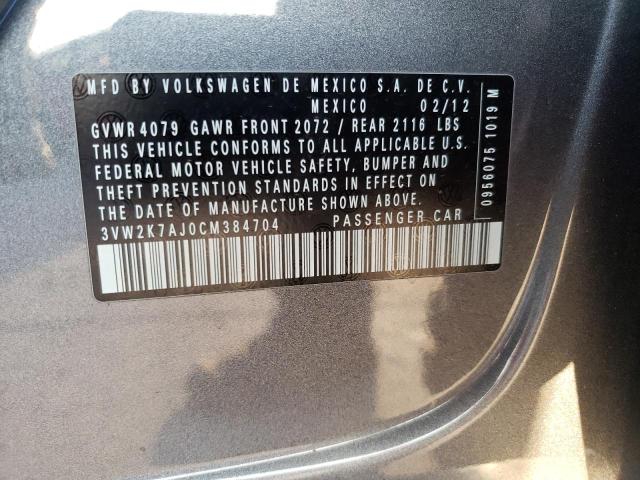 MFD BY VOLKSWAGEN DE MEXICO S.A. DE C.V.
MEXICO 02/12
GVWR 4079 GAWR FRONT 2072 / REAR 2116 LBS
THIS VEHICLE CONFORMS TO ALL APPLICABLE U.S.
FEDERAL MOTOR VEHICLE SAFETY, BUMPER AND
THEFT PREVENTION STANDARDS IN EFFECT ON
THE DATE OF MANUFACTURE SHOWN ABOVE.
3VW2K7AJ0CM384704 PASSENGER CAR
0956075 1019 M